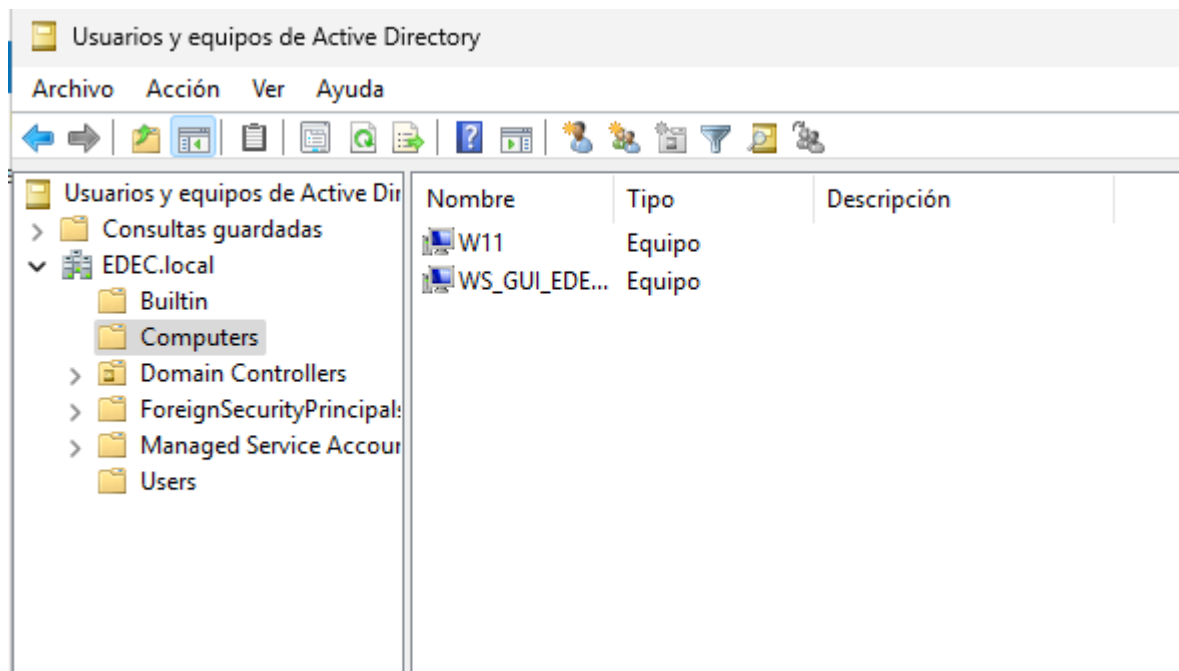 Usuarios y equipos de Active Directory
Archivo Acción Ver Ayuda
Usuarios y equipos de Active Dir
Consultas guardadas
EDEC.local
Builtin
Computers
Domain Controllers
ForeignSecurityPrincipal
Managed Service Accour
Users
Nombre Tipo Descripción
W11 Equipo
WS_GUI_EDE... Equipo